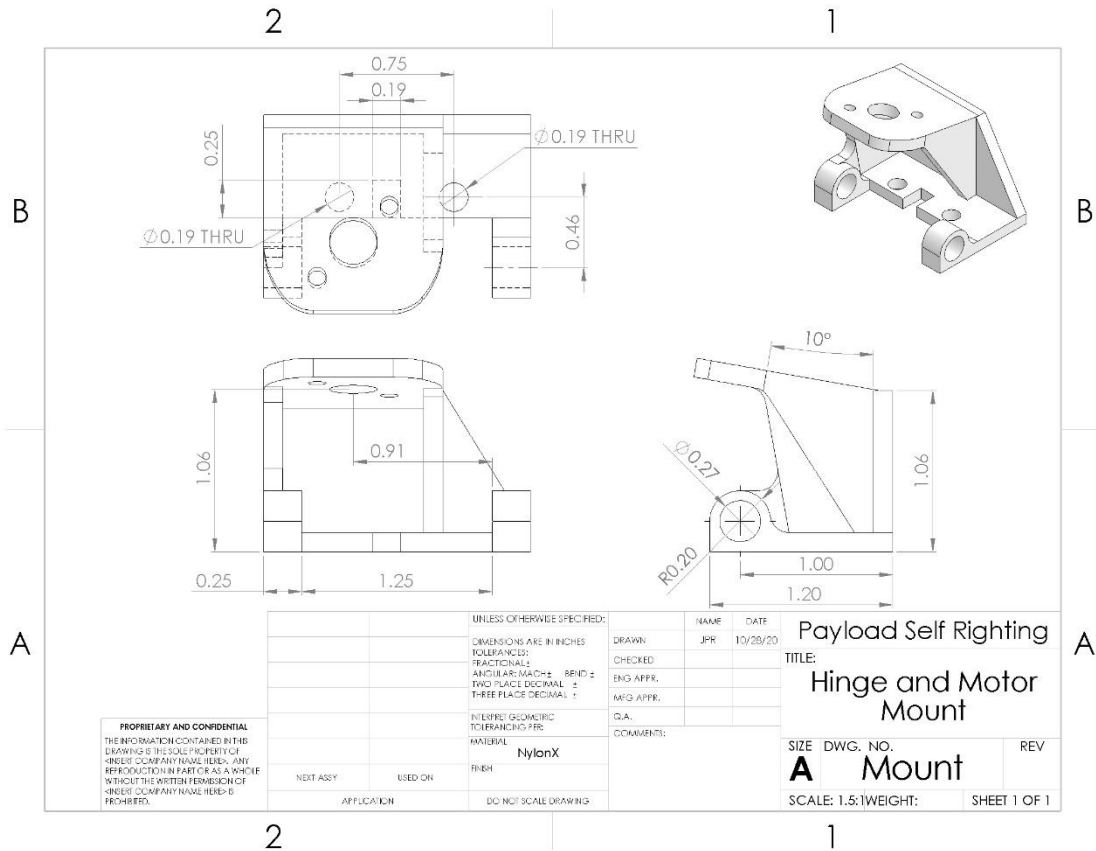 2
1
B
B
A
A
0.75
0.19
0.25
Ø0.19 THRU
Ø0.19 THRU
0.46
10°
1.06
0.91
0.25
1.25
Ø0.27
R0.20
1.06
1.00
1.20
PROPRIETARY AND CONFIDENTIAL
THE INFORMATION CONTAINED IN THIS
DRAWING IS THE SOLE PROPERTY OF
<INSERT COMPANY NAME HERE>. ANY
REPRODUCTION IN PART OR AS A WHOLE
WITHOUT THE WRITTEN PERMISSION OF
<INSERT COMPANY NAME HERE> IS
PROHIBITED.
NEXT ASSY
USED ON
APPLICATION
UNLESS OTHERWISE SPECIFIED:
DIMENSIONS ARE IN INCHES
TOLERANCES:
FRACTIONAL±
ANGULAR: MACH± BEND ±
TWO PLACE DECIMAL ±
THREE PLACE DECIMAL ±
INTERPRET GEOMETRIC
TOLERANCING PER:
MATERIAL
NylonX
FINISH
DO NOT SCALE DRAWING
NAME
DATE
DRAWN
JPR
10/28/20
CHECKED
ENG APPR.
MFG APPR.
Q.A.
COMMENTS:
Payload Self Righting
TITLE:
Hinge and Motor
Mount
SIZE
DWG. NO.
REV
A
Mount
SCALE: 1.5:1
WEIGHT:
SHEET 1 OF 1
2
1